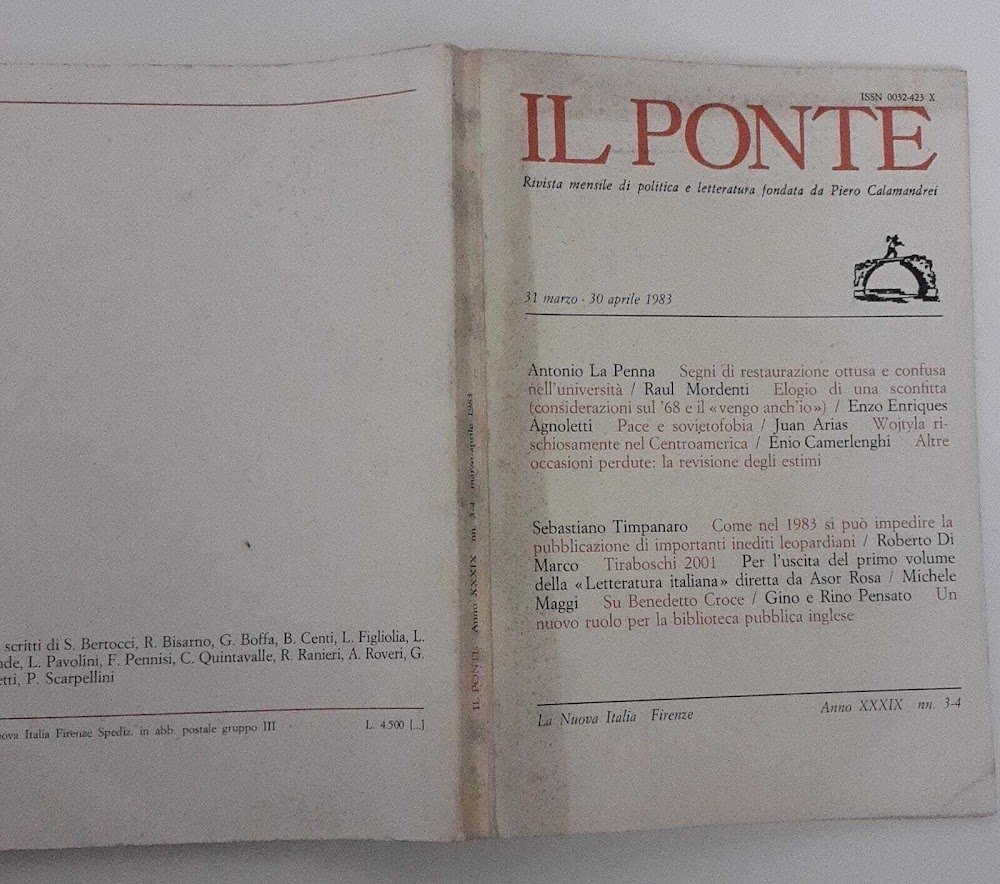 ISSN 0032-423 X
IL PONTE
Rivista mensile di politica e letteratura fondata da Piero Calamandrei
31 marzo - 30 aprile 1983
Antonio La Penna Segni di restaurazione ottusa e confusa
nell'università / Raul Mordenti Elogio di una sconfitta
(considerazioni sul '68 e il «vengo anch'io») / Enzo Enriques
Agnoletti Pace e sovietofobia / Juan Arias Wojtyla ri-
schiosamente nel Centroamerica / Enio Camerlenghi Altre
occasioni perdute: la revisione degli estimi
Sebastiano Timpanaro Come nel 1983 si può impedire la
pubblicazione di importanti inediti leopardiani / Roberto Di
Marco Tiraboschi 2001 Per l'uscita del primo volume
della «Letteratura italiana» diretta da Asor Rosa / Michele
Maggi Su Benedetto Croce / Gino e Rino Pensato Un
nuovo ruolo per la biblioteca pubblica inglese
La Nuova Italia Firenze Anno XXXIX nn. 3-4
IL PONTE Anno XXXIX nn. 3-4 marzo-aprile 1983
scritti di S. Bertocci, R. Bisarno, G. Boffa, B. Centi, L. Figliolia, L.
nde, L. Pavolini, F. Pennisi, C. Quintavalle, R. Ranieri, A. Roveri, G.
etti, P. Scarpellini
ova Italia Firenze Spediz. in abb. postale gruppo III L. 4.500 [...]